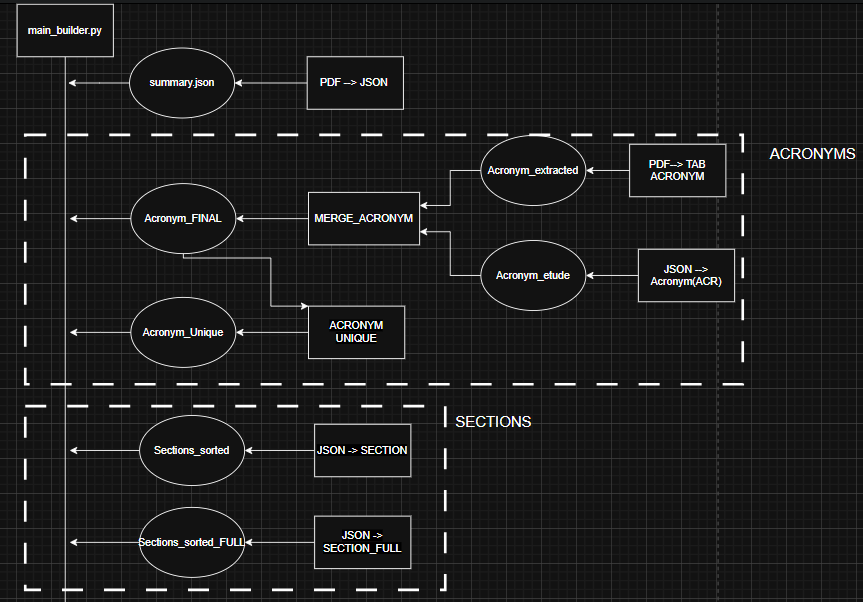 main_builder.py
summary.json
PDF --> JSON
ACRONYMS
Acronym_extracted
PDF--> TAB
ACRONYM
Acronym_FINAL
MERGE_ACRONYM
Acronym_etude
JSON -->
Acronym(ACR)
Acronym_Unique
ACRONYM
UNIQUE
SECTIONS
Sections_sorted
JSON -> SECTION
Sections_sorted_FULL
JSON ->
SECTION_FULL